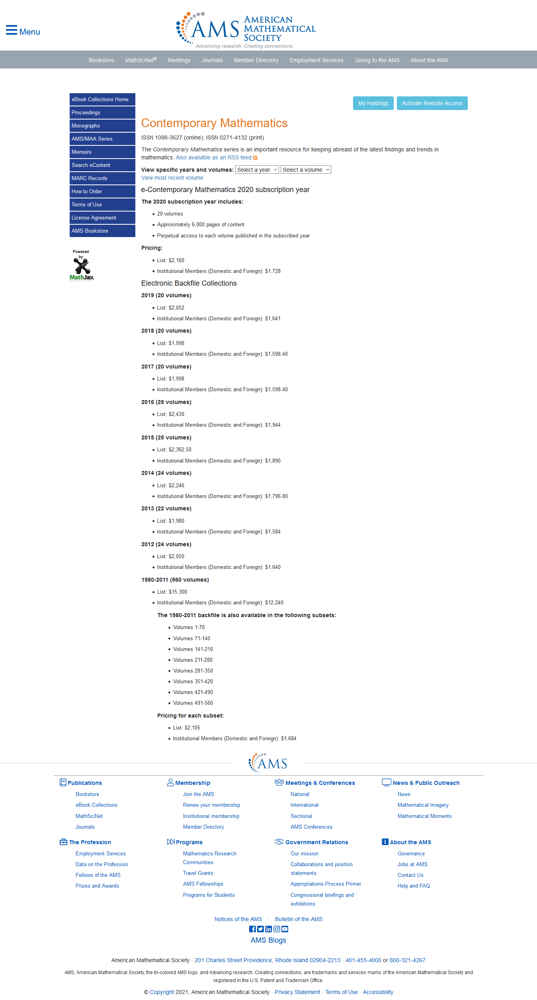 Menu
AMS AMERICAN
MATHEMATICAL
SOCIETY
Advancing research. Creating connections.
Bookstore MathSciNet® Meetings Journals Member Directory Employment Services Giving to the AMS About the AMS
eBook Collections Home
Proceedings
Monographs
AMS/MAA Series
Memoirs
Search eContent
MARC Records
How to Order
Terms of Use
License Agreement
AMS Bookstore
Powered
by
MathJax
My Holdings Activate Remote Access
Contemporary Mathematics
ISSN 1098-3627 (online); ISSN 0271-4132 (print)
The Contemporary Mathematics series is an important resource for keeping abreast of the latest findings and trends in
mathematics. Also available as an RSS feed .
View specific years and volumes: Select a year Select a volume
View most recent volume
e-Contemporary Mathematics 2020 subscription year
The 2020 subscription year includes:
• 20 volumes
• Approximately 6,000 pages of content
• Perpetual access to each volume published in the subscribed year
Pricing:
• List: $2,160
• Institutional Members (Domestic and Foreign): $1,728
Electronic Backfile Collections
2019 (20 volumes)
• List: $2,052
• Institutional Members (Domestic and Foreign): $1,641
2018 (20 volumes)
• List: $1,998
• Institutional Members (Domestic and Foreign): $1,598.40
2017 (20 volumes)
• List: $1,998
• Institutional Members (Domestic and Foreign): $1,598.40
2016 (25 volumes)
• List: $2,430
• Institutional Members (Domestic and Foreign): $1,944
2015 (25 volumes)
• List: $2,362.50
• Institutional Members (Domestic and Foreign): $1,890
2014 (24 volumes)
• List: $2,246
• Institutional Members (Domestic and Foreign): $1,796.80
2013 (22 volumes)
• List: $1,980
• Institutional Members (Domestic and Foreign): $1,584
2012 (24 volumes)
• List: $2,050
• Institutional Members (Domestic and Foreign): $1,640
1980-2011 (560 volumes)
• List: $15,300
• Institutional Members (Domestic and Foreign): $12,240
The 1980-2011 backfile is also available in the following subsets:
• Volumes 1-70
• Volumes 71-140
• Volumes 141-210
• Volumes 211-280
• Volumes 281-350
• Volumes 351-420
• Volumes 421-490
• Volumes 491-560
Pricing for each subset:
• List: $2,105
• Institutional Members (Domestic and Foreign): $1,684
AMS
Publications
Bookstore
eBook Collections
MathSciNet
Journals
Membership
Join the AMS
Renew your membership
Institutional membership
Member Directory
Meetings & Conferences
National
International
Sectional
AMS Conferences
News & Public Outreach
News
Mathematical Imagery
Mathematical Moments
The Profession
Employment Services
Data on the Profession
Fellows of the AMS
Prizes and Awards
Programs
Mathematics Research
Communities
Travel Grants
AMS Fellowships
Programs for Students
Government Relations
Our mission
Collaborations and position
statements
Appropriations Process Primer
Congressional briefings and
exhibitions
About the AMS
Governance
Jobs at AMS
Contact Us
Help and FAQ
Notices of the AMS · Bulletin of the AMS
AMS Blogs
American Mathematical Society · 201 Charles Street Providence, Rhode Island 02904-2213 · 401-455-4000 or 800-321-4267
AMS, American Mathematical Society, the tri-colored AMS logo, and Advancing research, Creating connections, are trademarks and services marks of the American Mathematical Society and
registered in the U.S. Patent and Trademark Office.
© Copyright 2021, American Mathematical Society · Privacy Statement · Terms of Use · Accessibility